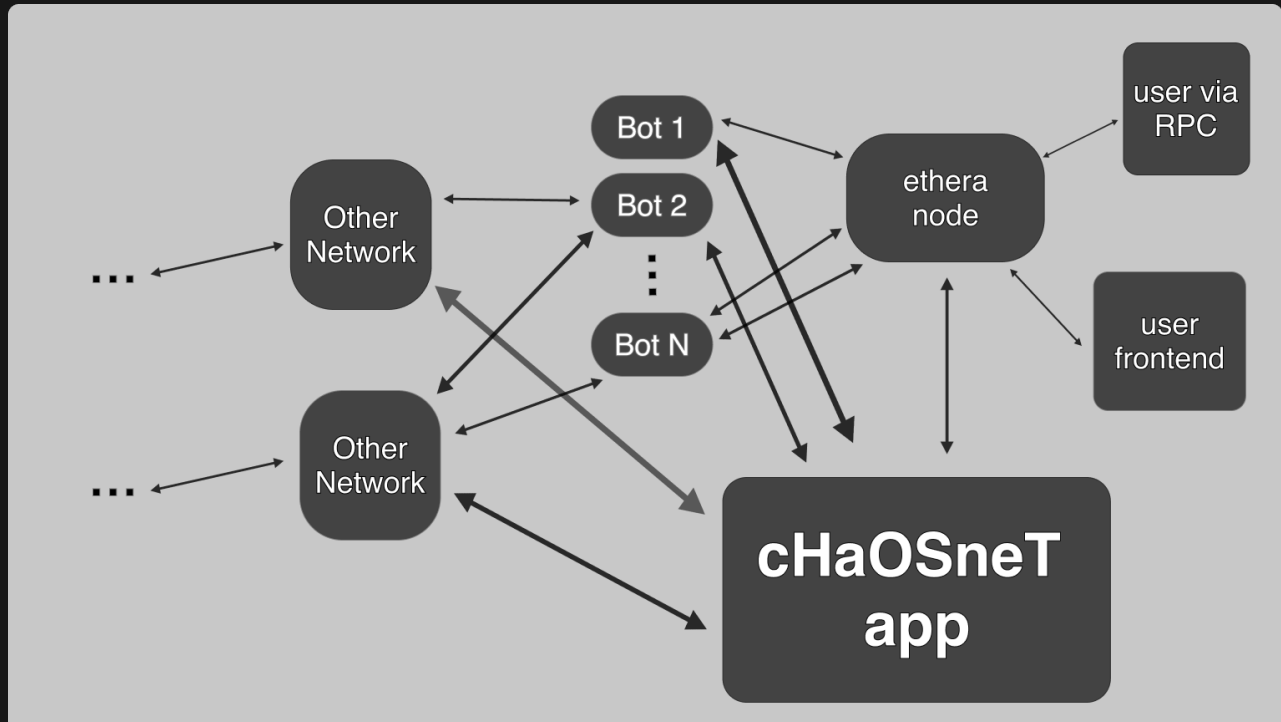 user via
RPC
Bot 1
ethera
node
Bot 2
Other
Network
...
⋮
user
frontend
Bot N
Other
Network
...
cHaOSneT
app